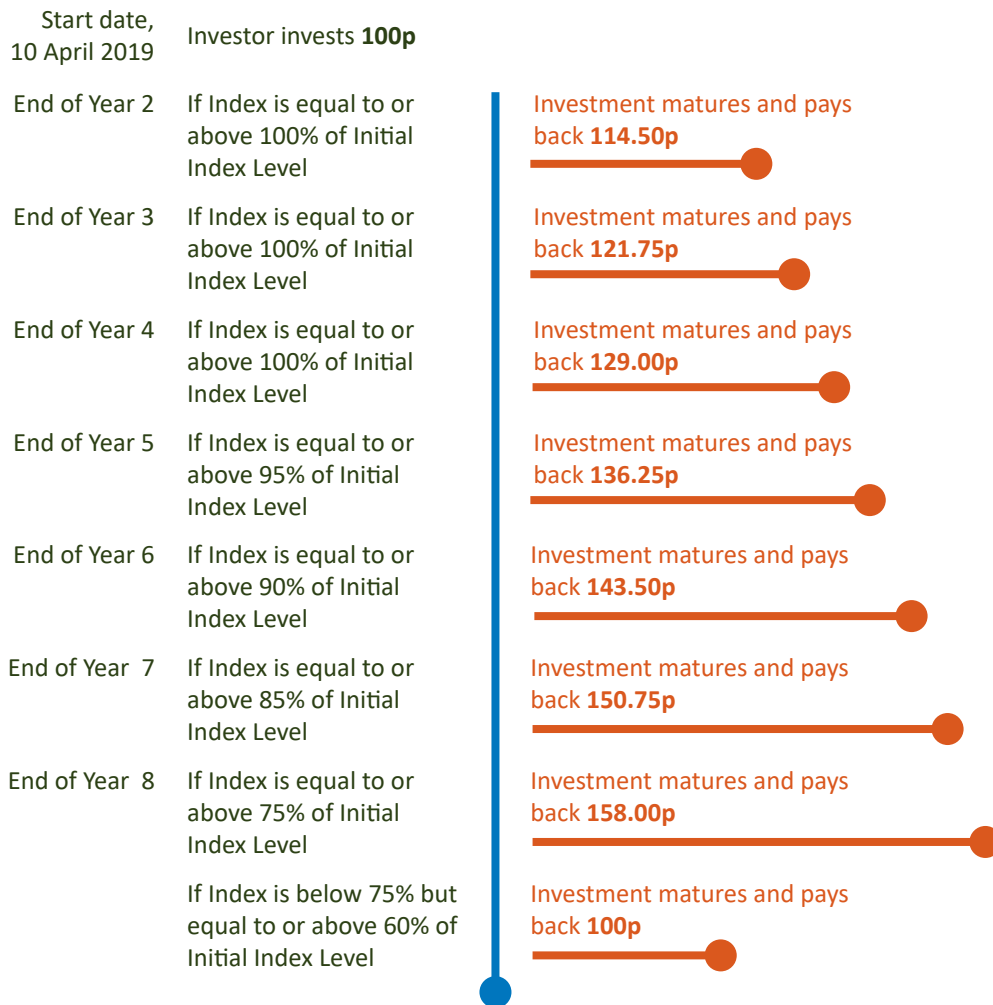 Start date,
10 April 2019
Investor invests 100p
End of Year 2
If Index is equal to or
above 100% of Initial
Index Level
Investment matures and pays
back 114.50p
End of Year 3
If Index is equal to or
above 100% of Initial
Index Level
Investment matures and pays
back 121.75p
End of Year 4
If Index is equal to or
above 100% of Initial
Index Level
Investment matures and pays
back 129.00p
End of Year 5
If Index is equal to or
above 95% of Initial
Index Level
Investment matures and pays
back 136.25p
End of Year 6
If Index is equal to or
above 90% of Initial
Index Level
Investment matures and pays
back 143.50p
End of Year 7
If Index is equal to or
above 85% of Initial
Index Level
Investment matures and pays
back 150.75p
End of Year 8
If Index is equal to or
above 75% of Initial
Index Level
Investment matures and pays
back 158.00p
If Index is below 75% but
equal to or above 60% of
Initial Index Level
Investment matures and pays
back 100p